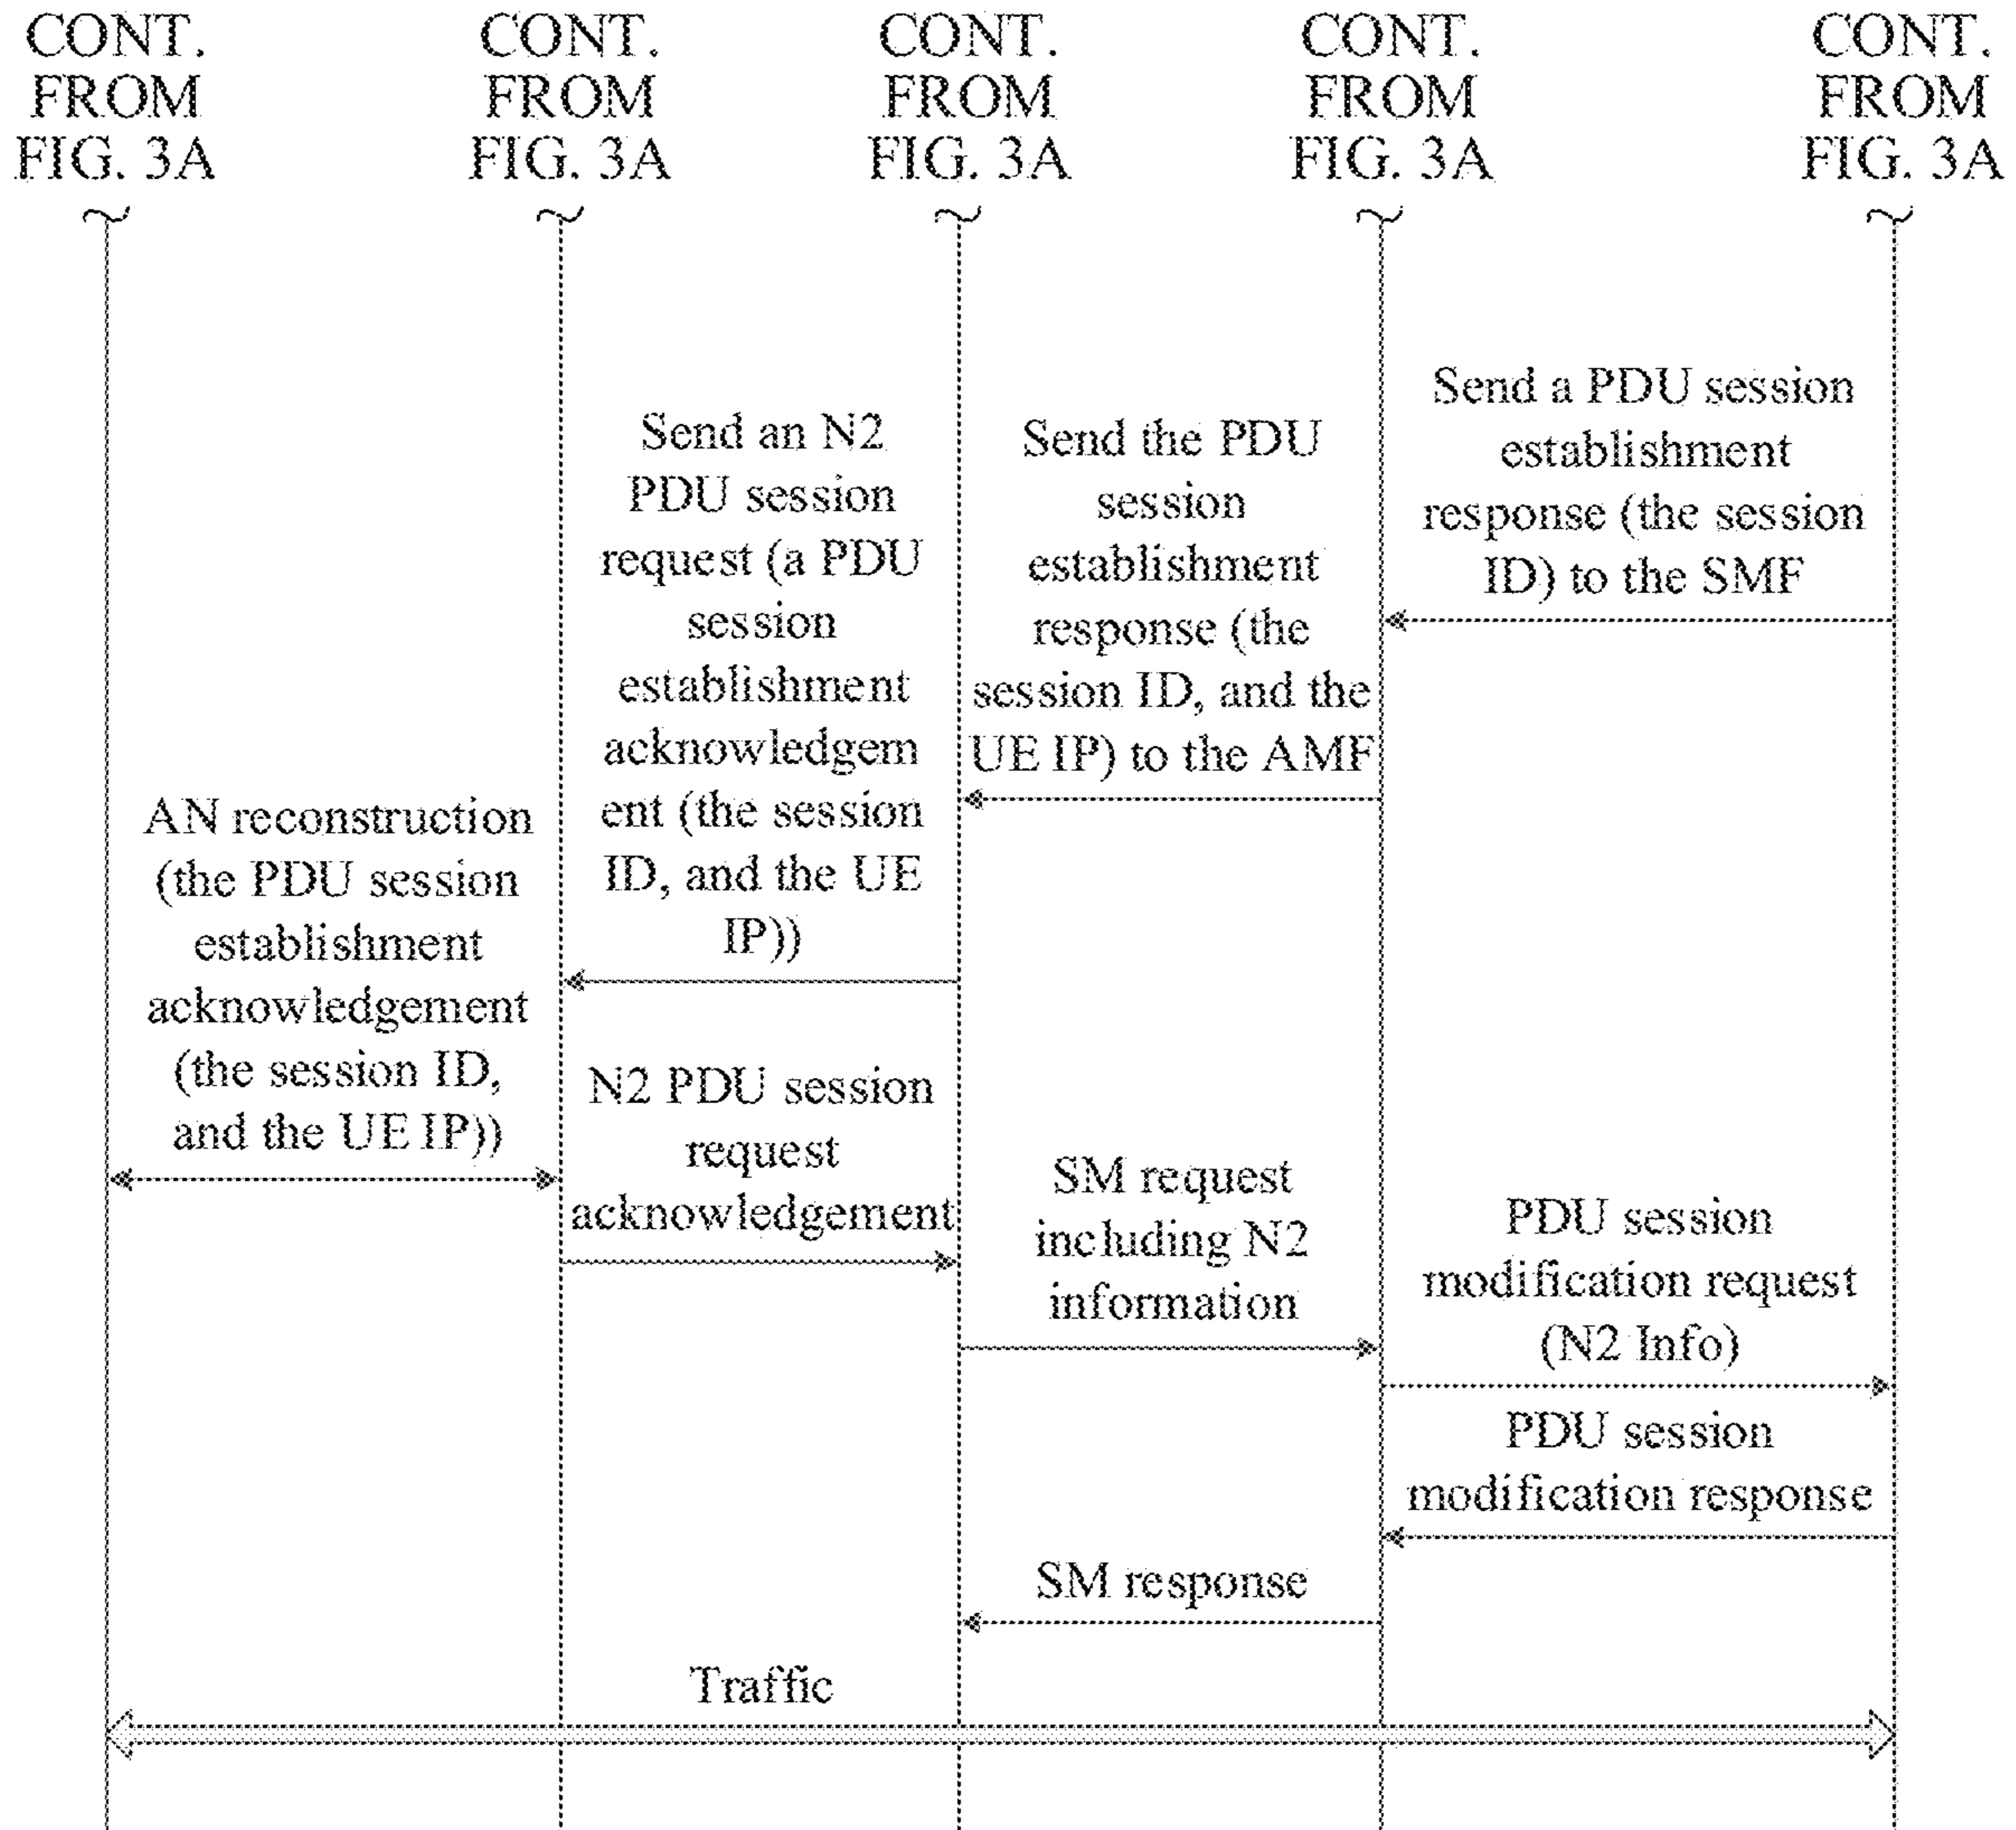 CONT.
FROM
FIG. 3A
CONT.
FROM
FIG. 3A
CONT.
FROM
FIG. 3A
CONT.
FROM
FIG. 3A
CONT.
FROM
FIG. 3A
Send a PDU session
establishment
response (the session
ID) to the SMF
Send the PDU
session
establishment
response (the
session ID, and the
UE IP) to the AMF
Send an N2
PDU session
request (a PDU
session
establishment
acknowledgem
ent (the session
ID, and the UE
IP))
AN reconstruction
(the PDU session
establishment
acknowledgement
(the session ID,
and the UE IP))
N2 PDU session
request
acknowledgement
SM request
including N2
information
PDU session
modification request
(N2 Info)
PDU session
modification response
SM response
Traffic